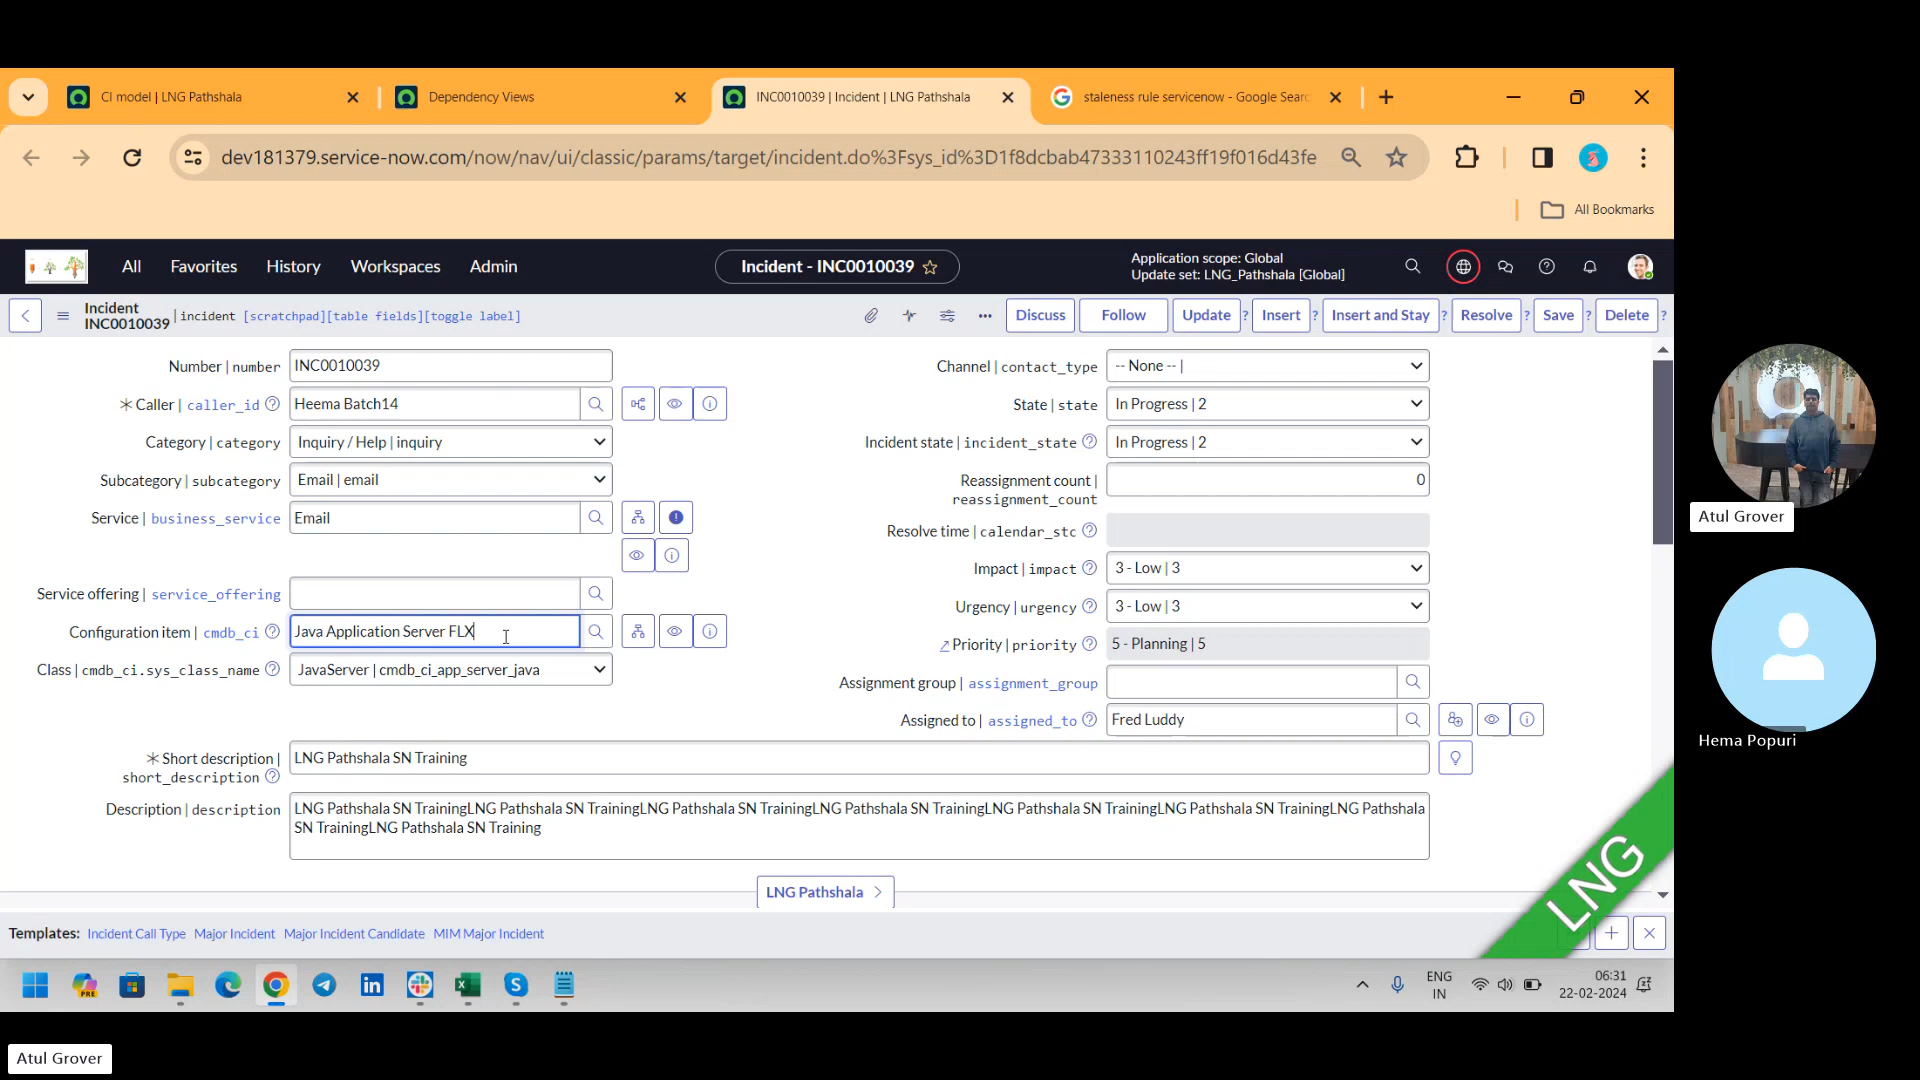 CI model | LNG Pathshala
Dependency Views
INC0010039 | Incident | LNG Pathshala
staleness rule servicenow - Google Searc
dev181379.service-now.com/now/nav/ui/classic/params/target/incident.do%3Fsys_id%3D1f8dcbab47333110243ff19f016d43fe
All Bookmarks
All
Favorites
History
Workspaces
Admin
Incident - INC0010039
Application scope: Global
Update set: LNG_Pathshala [Global]
Incident
INC0010039
| incident [scratchpad][table fields][toggle label]
Discuss
Follow
Update ?
Insert ?
Insert and Stay ?
Resolve ?
Save ?
Delete ?
Number | number INC0010039
Caller | caller_id Heema Batch14
Category | category Inquiry / Help | inquiry
Subcategory | subcategory Email | email
Service | business_service Email
Service offering | service_offering
Configuration item | cmdb_ci Java Application Server FLX
Class | cmdb_ci.sys_class_name JavaServer | cmdb_ci_app_server_java
Channel | contact_type -- None -- |
State | state In Progress | 2
Incident state | incident_state In Progress | 2
Reassignment count | 0
reassignment_count
Resolve time | calendar_stc
Impact | impact 3 - Low | 3
Urgency | urgency 3 - Low | 3
Priority | priority 5 - Planning | 5
Assignment group | assignment_group
Assigned to | assigned_to Fred Luddy
Short description | LNG Pathshala SN Training
short_description
Description | description LNG Pathshala SN TrainingLNG Pathshala SN TrainingLNG Pathshala SN TrainingLNG Pathshala SN TrainingLNG Pathshala SN TrainingLNG Pathshala SN TrainingLNG Pathshala
SN TrainingLNG Pathshala SN Training
LNG Pathshala >
LNG
Templates: Incident Call Type Major Incident Major Incident Candidate MIM Major Incident
PRE
ENG
IN
06:31
22-02-2024
Atul Grover
Hema Popuri
Atul Grover